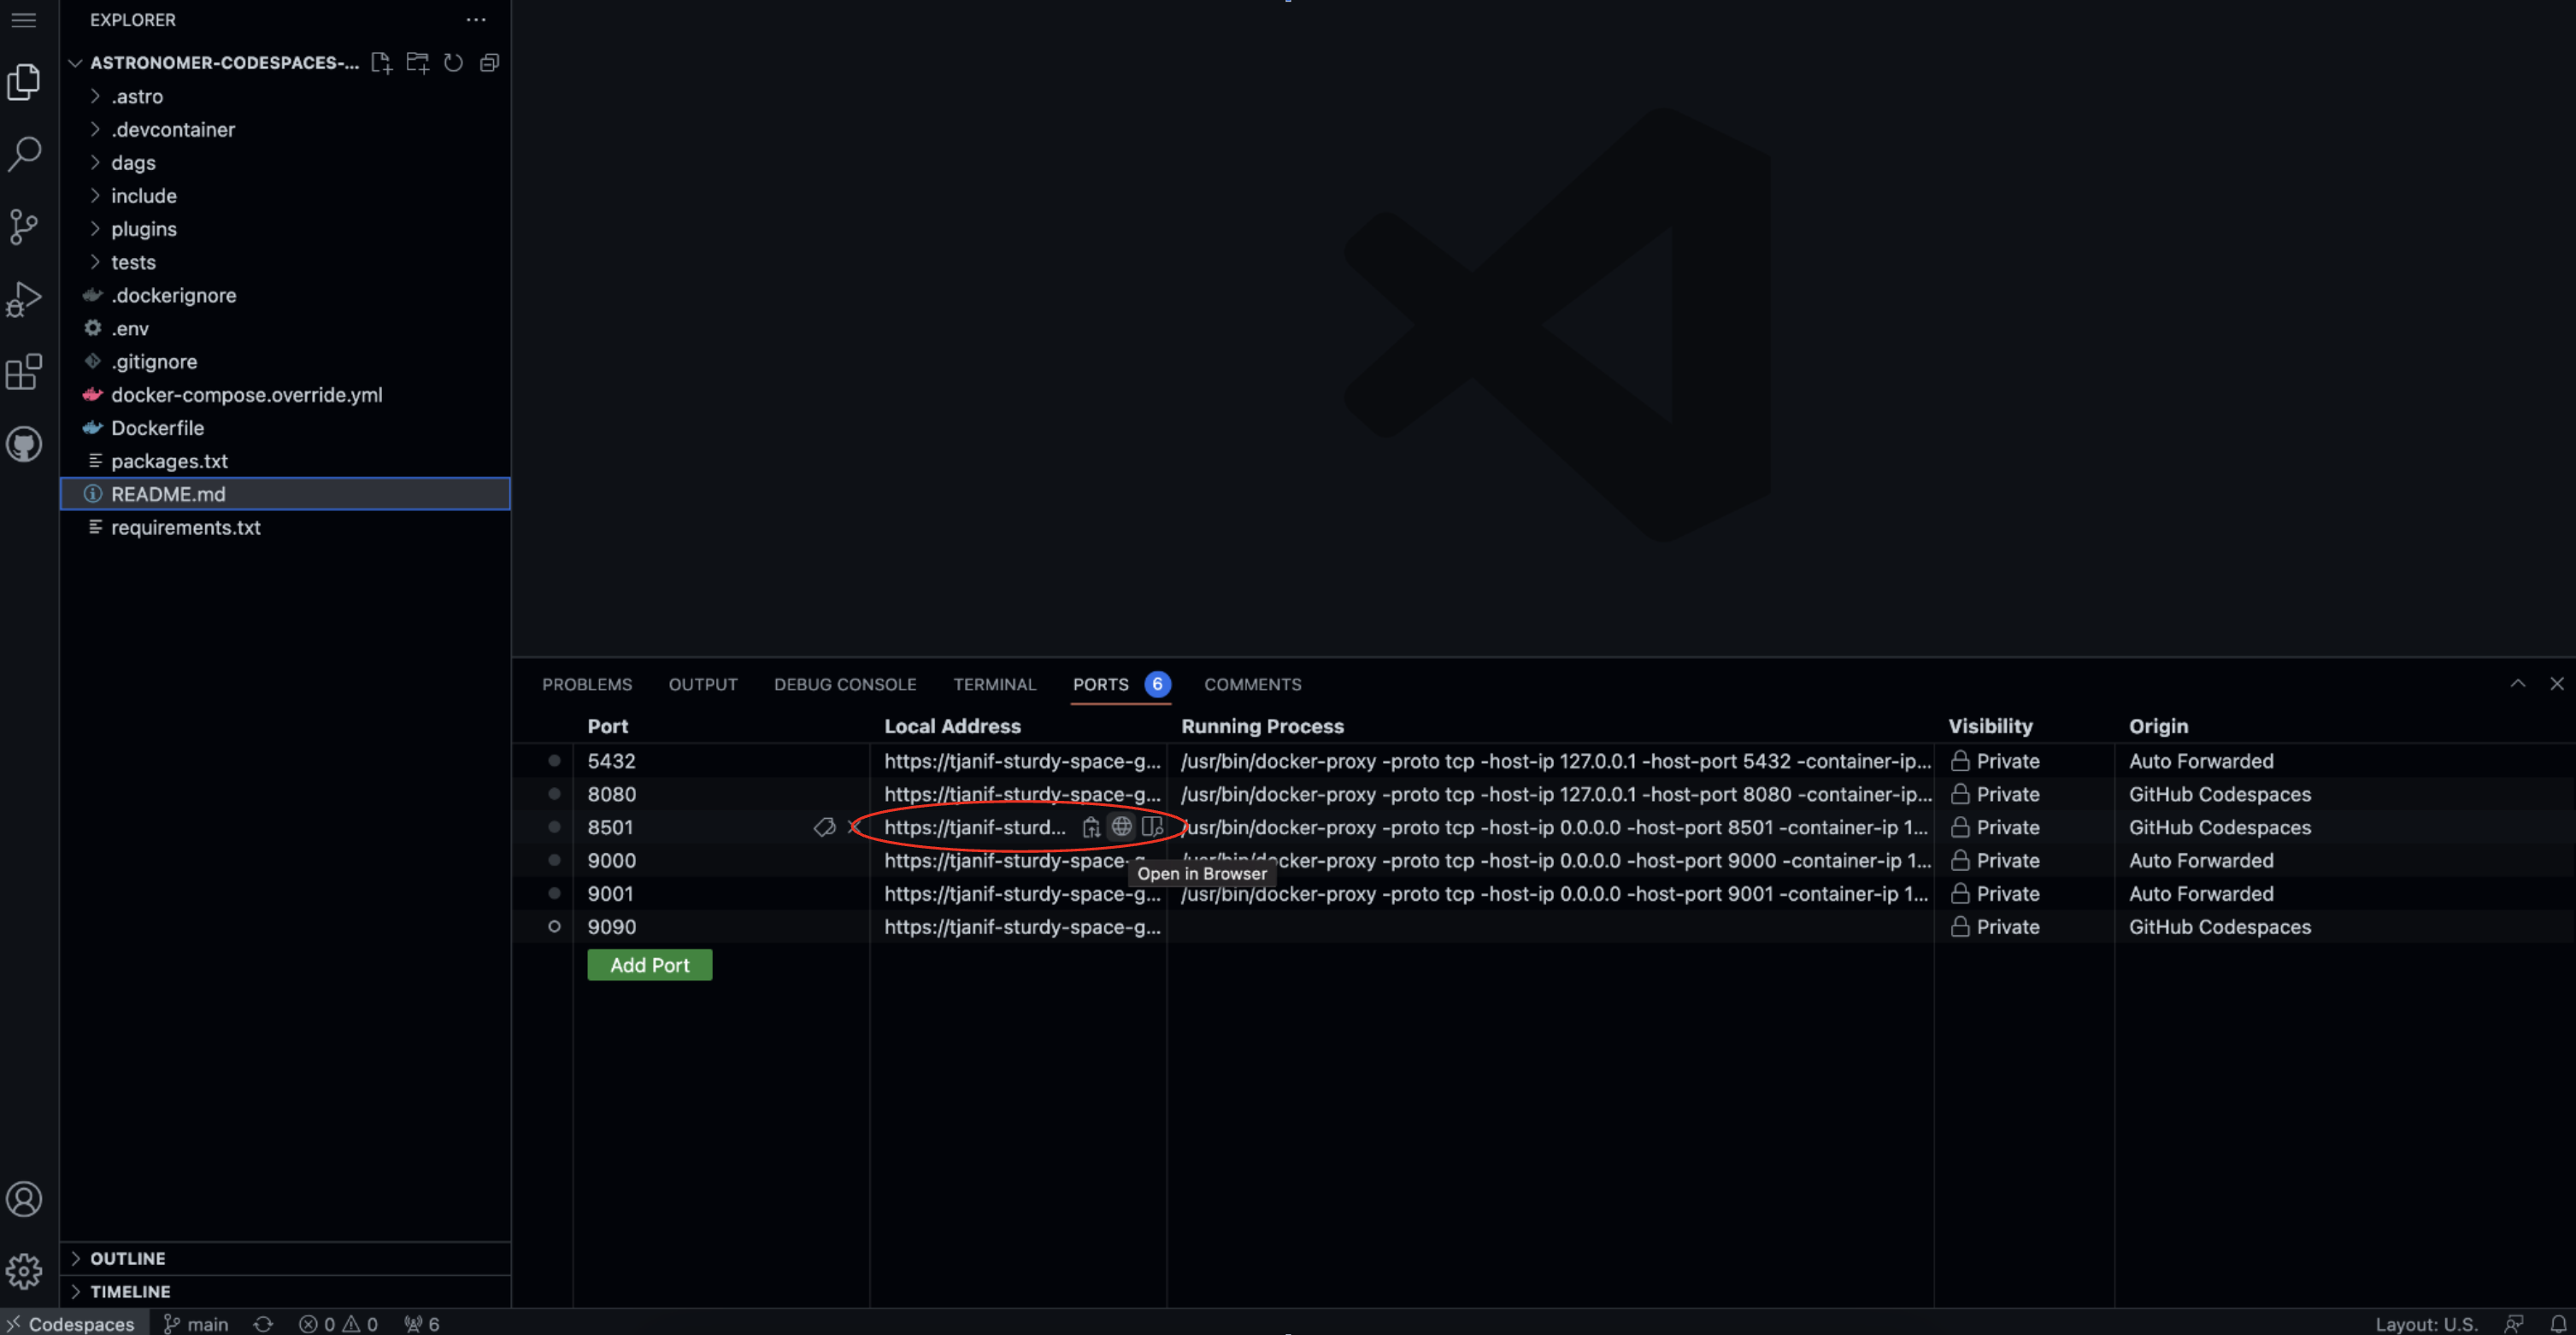 EXPLORER
ASTRONOMER-CODESPACES-...
.astro
.devcontainer
dags
include
plugins
tests
.dockerignore
.env
.gitignore
docker-compose.override.yml
Dockerfile
packages.txt
README.md
requirements.txt
OUTLINE
TIMELINE
PROBLEMS OUTPUT DEBUG CONSOLE TERMINAL PORTS 6 COMMENTS
Port Local Address Running Process Visibility Origin
5432 https://tjanif-sturdy-space-g... /usr/bin/docker-proxy -proto tcp -host-ip 127.0.0.1 -host-port 5432 -container-ip... Private Auto Forwarded
8080 https://tjanif-sturdy-space-g... /usr/bin/docker-proxy -proto tcp -host-ip 127.0.0.1 -host-port 8080 -container-ip... Private GitHub Codespaces
8501 https://tjanif-sturd... /usr/bin/docker-proxy -proto tcp -host-ip 0.0.0.0 -host-port 8501 -container-ip 1... Private GitHub Codespaces
9000 https://tjanif-sturdy-space-g... /usr/bin/docker-proxy -proto tcp -host-ip 0.0.0.0 -host-port 9000 -container-ip 1... Private Auto Forwarded
Open in Browser
9001 https://tjanif-sturdy-space-g... /usr/bin/docker-proxy -proto tcp -host-ip 0.0.0.0 -host-port 9001 -container-ip 1... Private Auto Forwarded
9090 https://tjanif-sturdy-space-g... Private GitHub Codespaces
Add Port
Codespaces main 0 0 6 Layout: U.S.